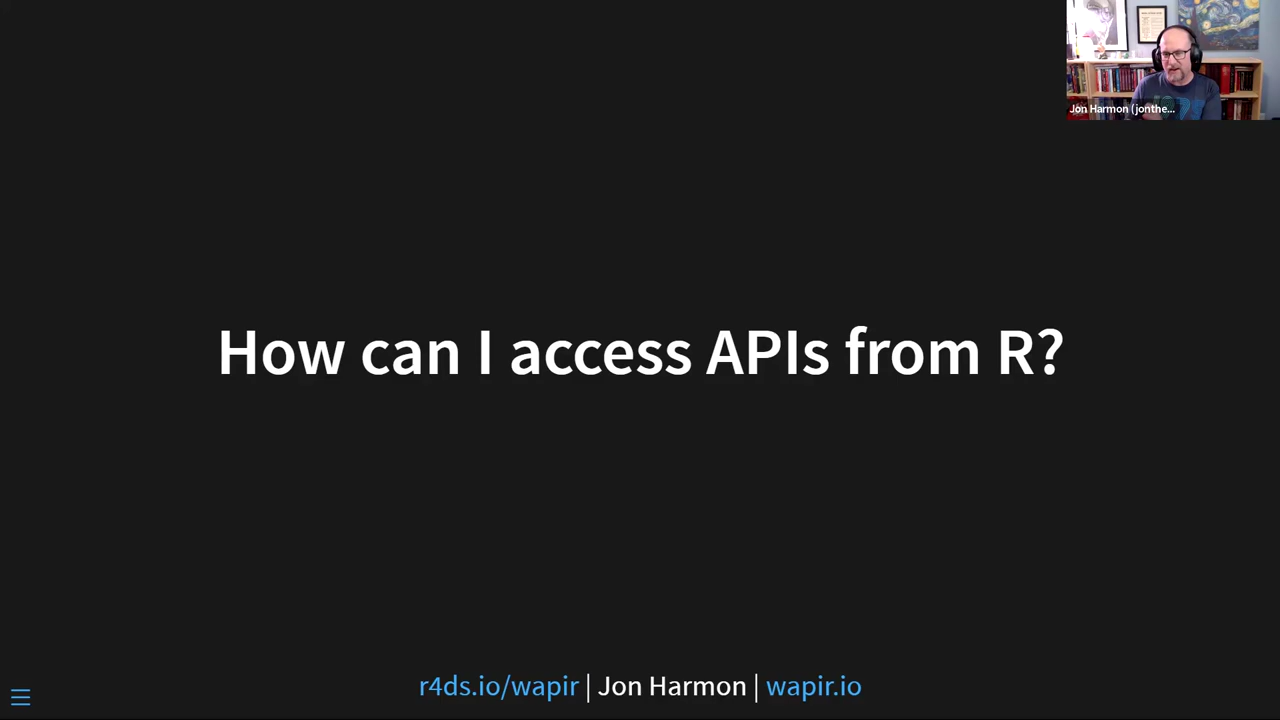 Jon Harmon (jonthe...
How can I access APIs from R?
r4ds.io/wapir | Jon Harmon | wapir.io